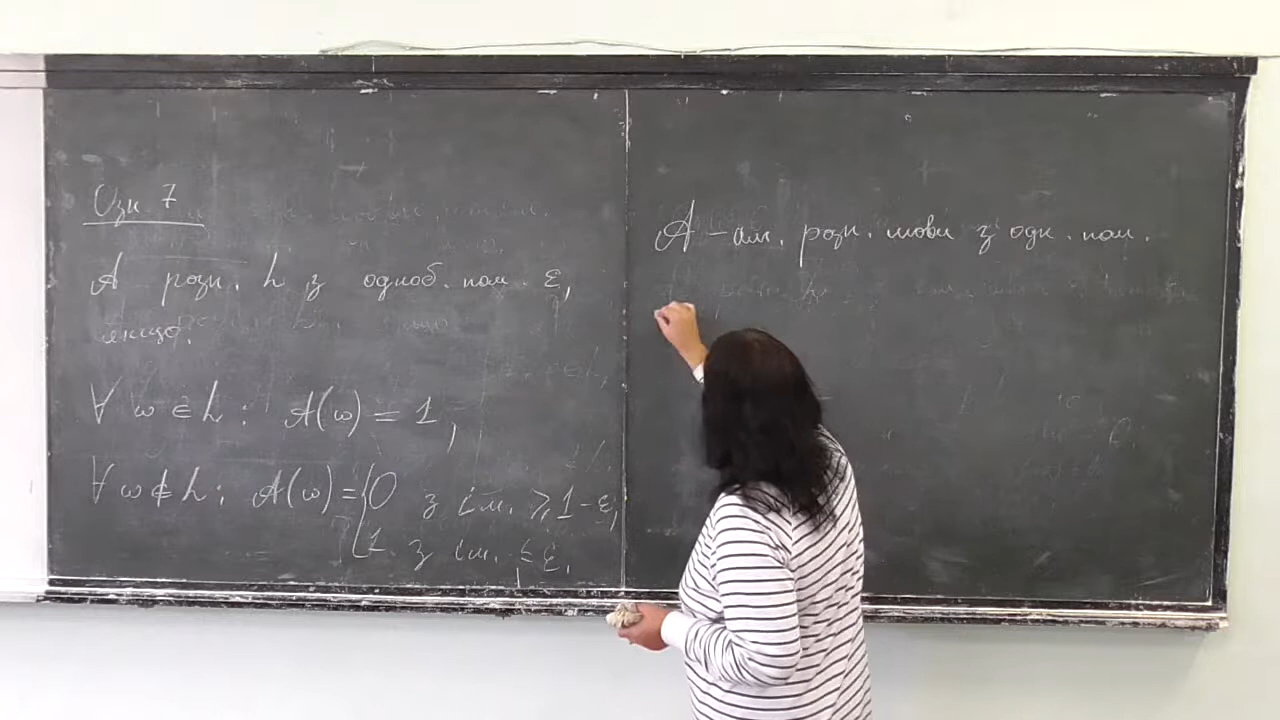 Озн 7
A розп. L з одноб. пом. ε,
якщо:
∀ ω ∈ L : A(ω) = 1,
∀ ω ∉ L : A(ω) = { 0 з ім. ⩾ 1-ε,
1 з ім. ≤ ε.
A – алг. розп. мови з одн. пом.